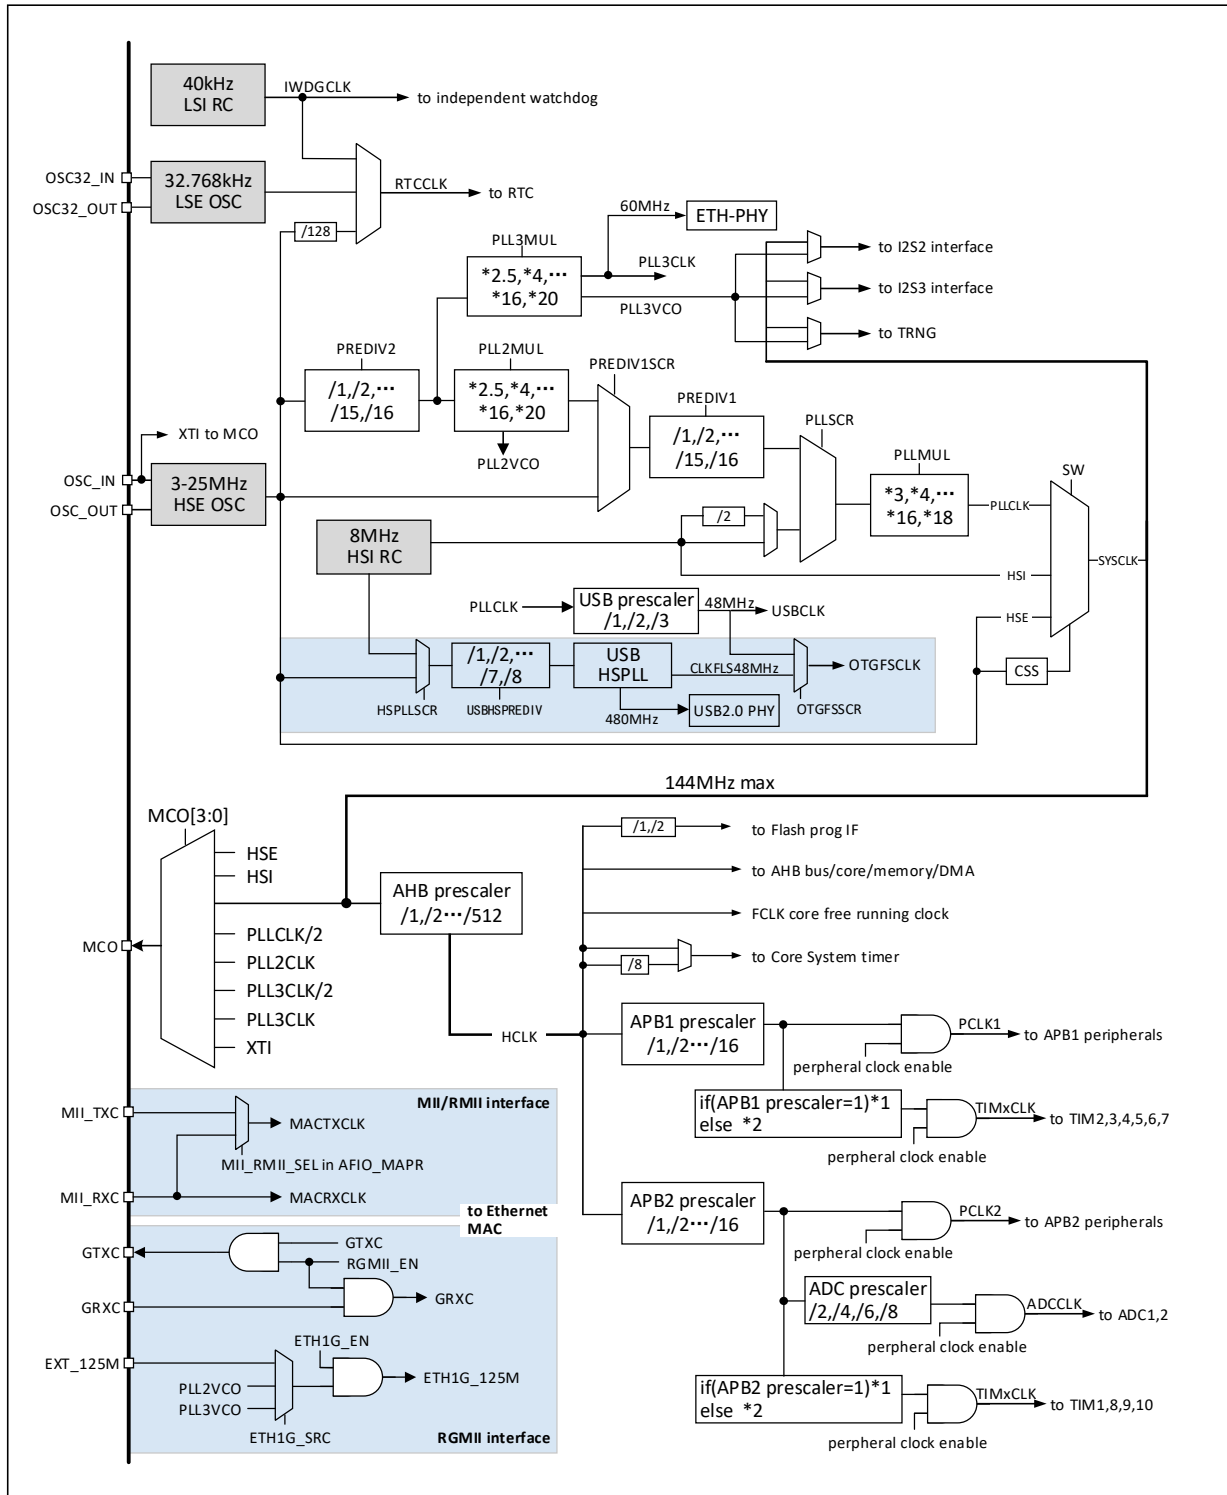 40kHz
LSI RC
IWDGCLK
to independent watchdog
OSC32_IN
OSC32_OUT
32.768kHz
LSE OSC
RTCCLK
to RTC
/128
60MHz
ETH-PHY
PLL3MUL
*2.5,*4,···
*16,*20
PLL3CLK
PLL3VCO
to I2S2 interface
to I2S3 interface
to TRNG
PREDIV2
/1,/2,···
/15,/16
PLL2MUL
*2.5,*4,···
*16,*20
PLL2VCO
PREDIV1SCR
PREDIV1
/1,/2,···
/15,/16
PLLSCR
PLLMUL
*3,*4,···
*16,*18
PLLCLK
SW
XTI to MCO
OSC_IN
OSC_OUT
3-25MHz
HSE OSC
/2
8MHz
HSI RC
HSI
SYSCLK
PLLCLK
USB prescaler
/1,/2,/3
48MHz
USBCLK
HSE
CSS
/1,/2,···
/7,/8
USB
HSPLL
CLKFLS48MHz
OTGFSCLK
HSPLLSCR
USBHSPREDIV
480MHz
USB2.0 PHY
OTGFSSCR
144MHz max
MCO[3:0]
HSE
HSI
PLLCLK/2
PLL2CLK
PLL3CLK/2
PLL3CLK
XTI
MCO
AHB prescaler
/1,/2···/512
/1,/2
to Flash prog IF
to AHB bus/core/memory/DMA
FCLK core free running clock
/8
to Core System timer
HCLK
APB1 prescaler
/1,/2···/16
PCLK1
to APB1 peripherals
perpheral clock enable
if(APB1 prescaler=1)*1
else *2
TIMxCLK
to TIM2,3,4,5,6,7
perpheral clock enable
MII_TXC
MII/RMII interface
MACTXCLK
MII_RMII_SEL in AFIO_MAPR
MII_RXC
MACRXCLK
to Ethernet
MAC
APB2 prescaler
/1,/2···/16
PCLK2
to APB2 peripherals
perpheral clock enable
GTXC
GTXC
RGMII_EN
GRXC
GRXC
ADC prescaler
/2,/4,/6,/8
ADCCLK
to ADC1,2
perpheral clock enable
ETH1G_EN
EXT_125M
PLL2VCO
PLL3VCO
ETH1G_125M
ETH1G_SRC
RGMII interface
if(APB2 prescaler=1)*1
else *2
TIMxCLK
to TIM1,8,9,10
perpheral clock enable